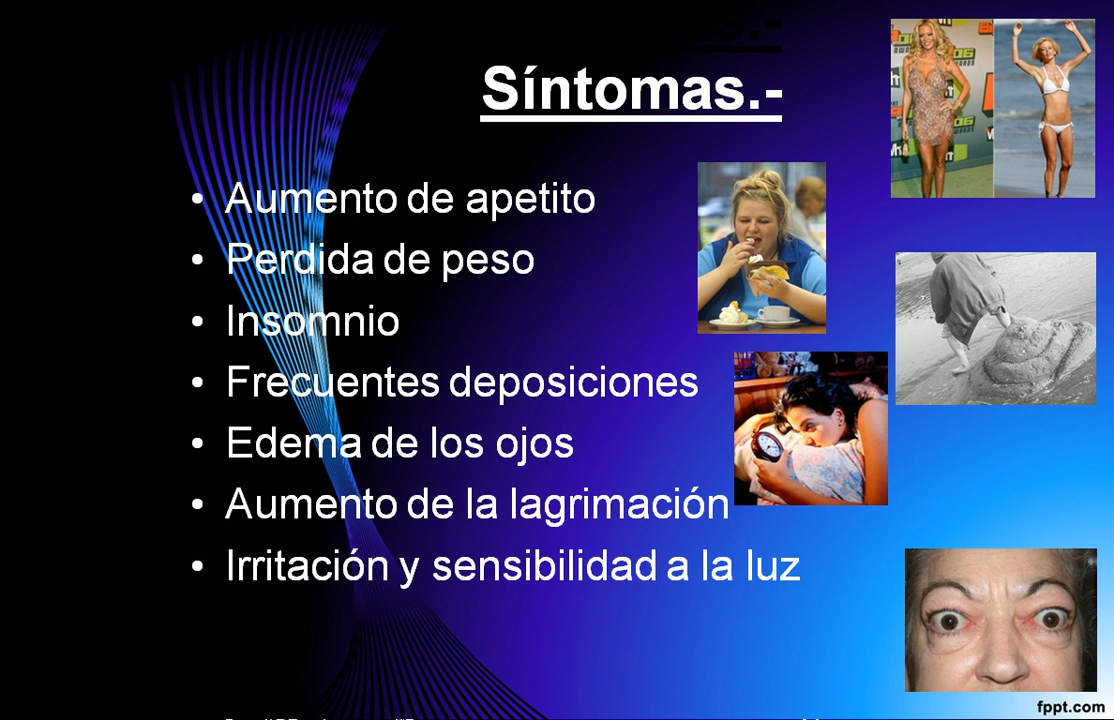 Síntomas.-
• Aumento de apetito
• Perdida de peso
• Insomnio
• Frecuentes deposiciones
• Edema de los ojos
• Aumento de la lagrimación
• Irritación y sensibilidad a la luz
fppt.com